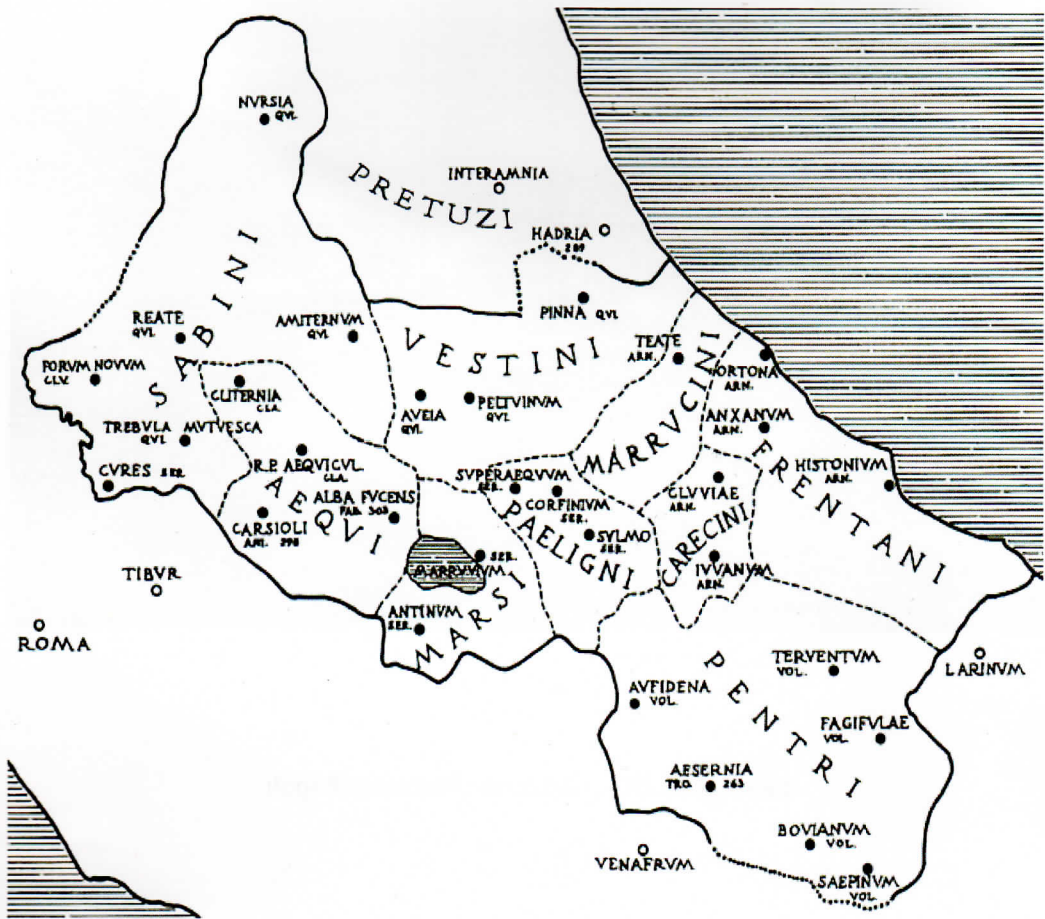 NVRSIA
QVI.
INTERAMNIA
PRETUZI
HADRIA
289
SABINI
PINNA QVI.
REATE
QVI.
AMITERNVM
QVI.
VESTINI
TEATE
ARN.
MARRVCINI
ORTONA
ARN.
FORVM NOVVM
CLV.
CLITERNIA
CLA.
AVEIA
QVI.
PELTVINVM
QVI.
ANXANVM
ARN.
TREBVLA MVTVESCA
QVI.
CVRES SER.
R.P. AEQVICVL.
CLA.
SVPERAEQVVM
SER.
CORFINIVM
SER.
CLVVIAE
ARN.
HISTONIVM
ARN.
FRENTANI
AEQVI
ALBA FVCENS
FAB. 303
CARSIOLI
ANI. 298
PAELIGNI
SVLMO
SER.
CARECINI
IVVANVM
ARN.
SER.
MARRVVIVM
TIBVR
ANTINVM
SER.
MARSI
ROMA
PENTRI
TERVENTVM
VOL.
LARINVM
AVFIDENA
VOL.
FAGIFVLAE
VOL.
AESERNIA
TRO. 263
BOVIANVM
VOL.
VENAFRVM
SAEPINVM
VOL.